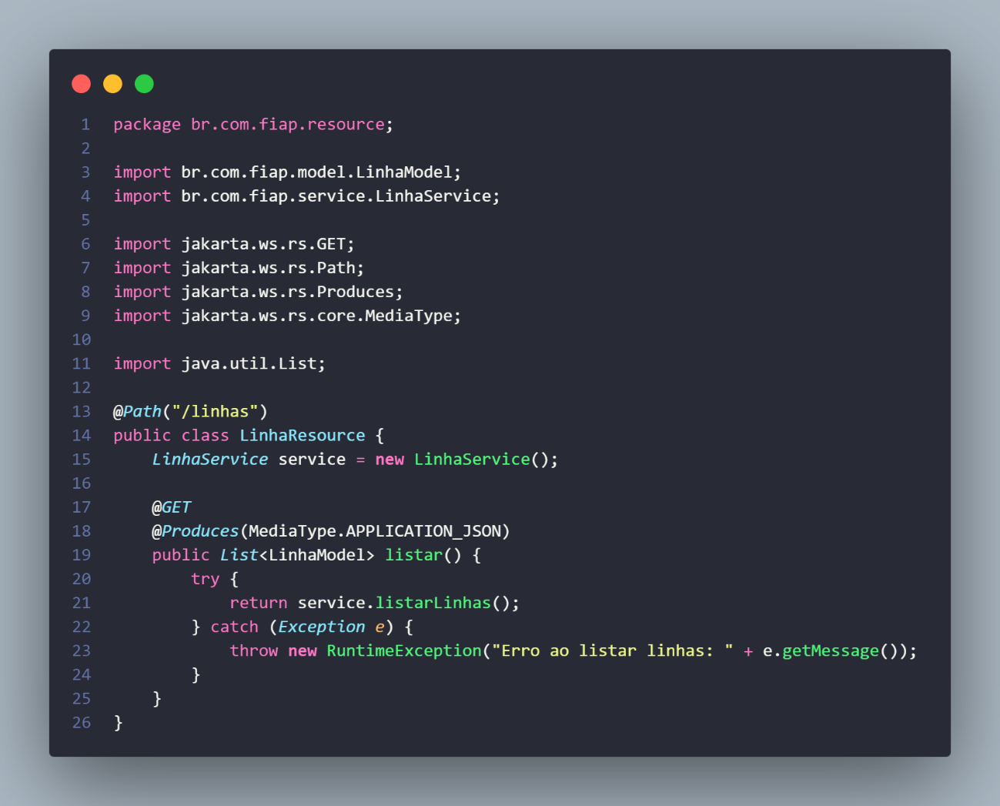 1 package br.com.fiap.resource;
2
3 import br.com.fiap.model.LinhaModel;
4 import br.com.fiap.service.LinhaService;
5
6 import jakarta.ws.rs.GET;
7 import jakarta.ws.rs.Path;
8 import jakarta.ws.rs.Produces;
9 import jakarta.ws.rs.core.MediaType;
10
11 import java.util.List;
12
13 @Path("/linhas")
14 public class LinhaResource {
15     LinhaService service = new LinhaService();
16
17     @GET
18     @Produces(MediaType.APPLICATION_JSON)
19     public List<LinhaModel> listar() {
20         try {
21             return service.listarLinhas();
22         } catch (Exception e) {
23             throw new RuntimeException("Erro ao listar linhas: " + e.getMessage());
24         }
25     }
26 }